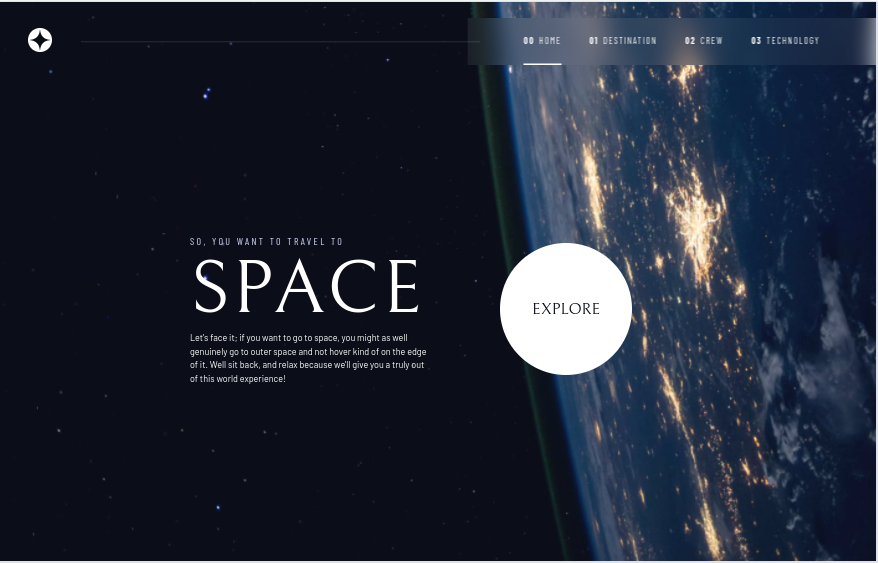 00 HOME 01 DESTINATION 02 CREW 03 TECHNOLOGY
SO, YOU WANT TO TRAVEL TO
SPACE
Let's face it; if you want to go to space, you might as well
genuinely go to outer space and not hover kind of on the edge
of it. Well sit back, and relax because we'll give you a truly out
of this world experience!
EXPLORE